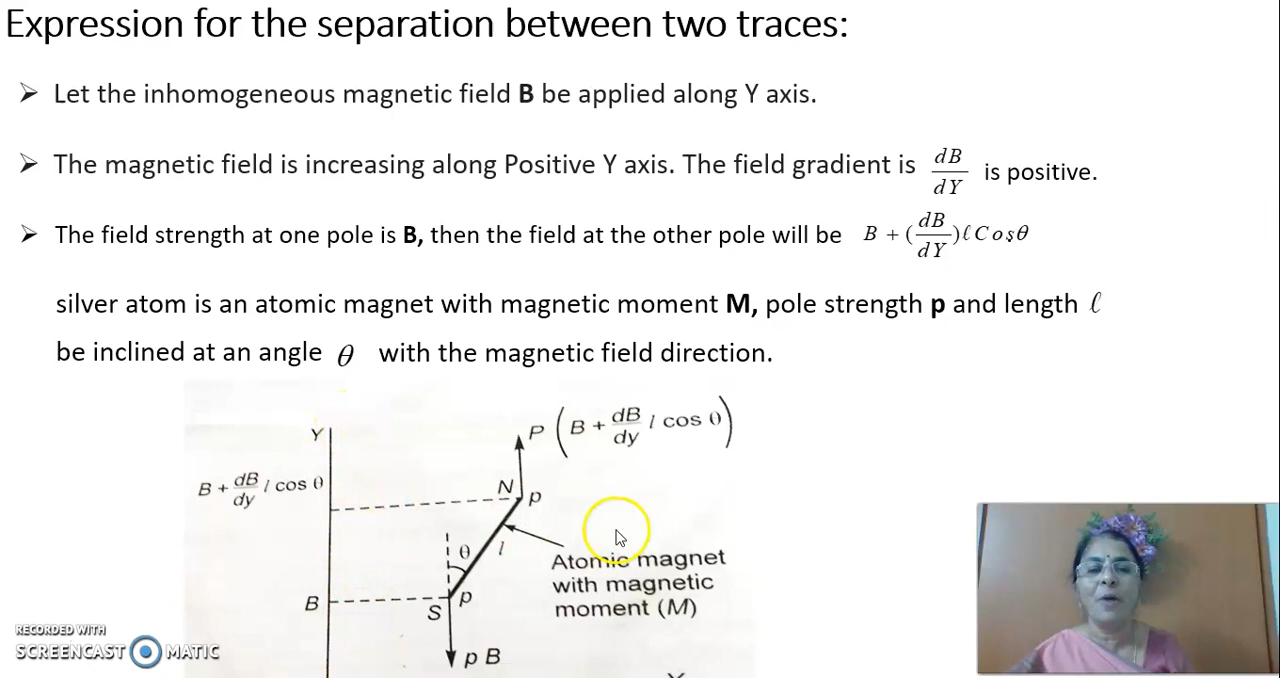 Expression for the separation between two traces:
➢ Let the inhomogeneous magnetic field B be applied along Y axis.
➢ The magnetic field is increasing along Positive Y axis. The field gradient is dB/dY is positive.
➢ The field strength at one pole is B, then the field at the other pole will be B + (dB/dY)ℓCosθ
silver atom is an atomic magnet with magnetic moment M, pole strength p and length ℓ
be inclined at an angle θ with the magnetic field direction.
P (B + dB/dy l cos θ)
Y
B + dB/dy l cos θ
N
p
θ
l
Atomic magnet
with magnetic
moment (M)
B
S
p
p B
RECORDED WITH
SCREENCAST MATIC